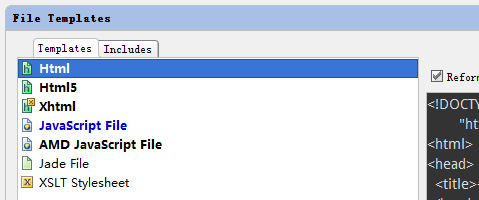 File Templates
Templates Includes
Html
Html5
Xhtml
JavaScript File
AMD JavaScript File
Jade File
XSLT Stylesheet
Refor
<!DOCTY
"ht
<html>
<head>
<title>